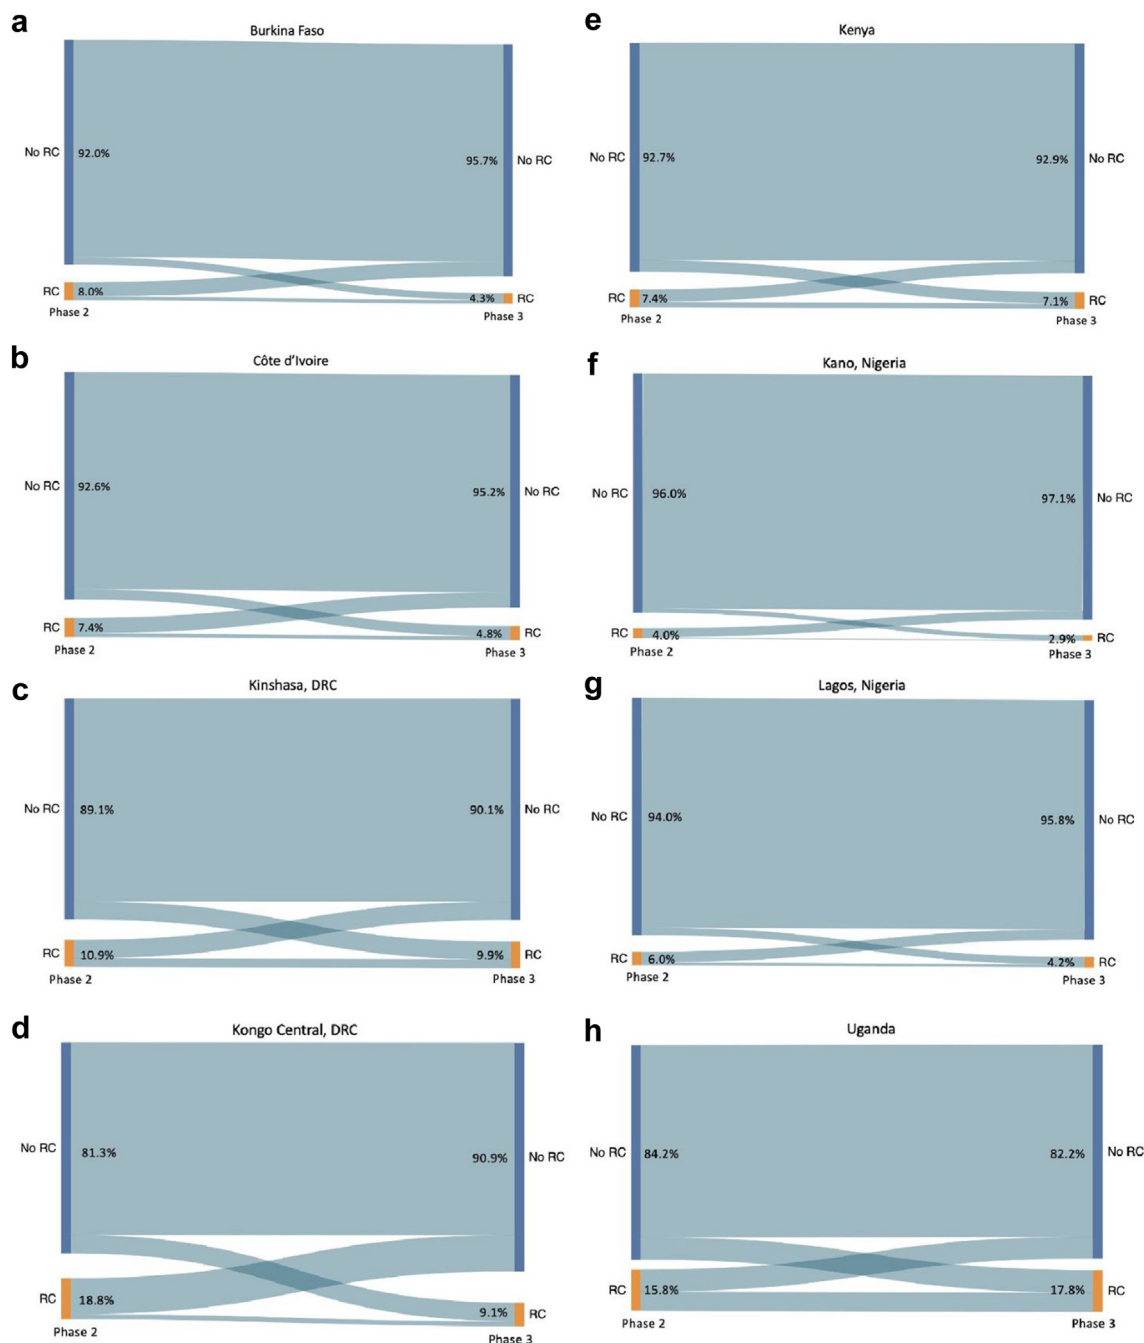 a
Burkina Faso
No RC
92.0%
95.7%
No RC
RC
8.0%
4.3%
RC
Phase 2
Phase 3
b
Côte d'Ivoire
No RC
92.6%
95.2%
No RC
RC
7.4%
4.8%
RC
Phase 2
Phase 3
c
Kinshasa, DRC
No RC
89.1%
90.1%
No RC
RC
10.9%
9.9%
RC
Phase 2
Phase 3
d
Kongo Central, DRC
No RC
81.3%
90.9%
No RC
RC
18.8%
9.1%
RC
Phase 2
Phase 3
e
Kenya
No RC
92.7%
92.9%
No RC
RC
7.4%
7.1%
RC
Phase 2
Phase 3
f
Kano, Nigeria
No RC
96.0%
97.1%
No RC
RC
4.0%
2.9%
RC
Phase 2
Phase 3
g
Lagos, Nigeria
No RC
94.0%
95.8%
No RC
RC
6.0%
4.2%
RC
Phase 2
Phase 3
h
Uganda
No RC
84.2%
82.2%
No RC
RC
15.8%
17.8%
RC
Phase 2
Phase 3